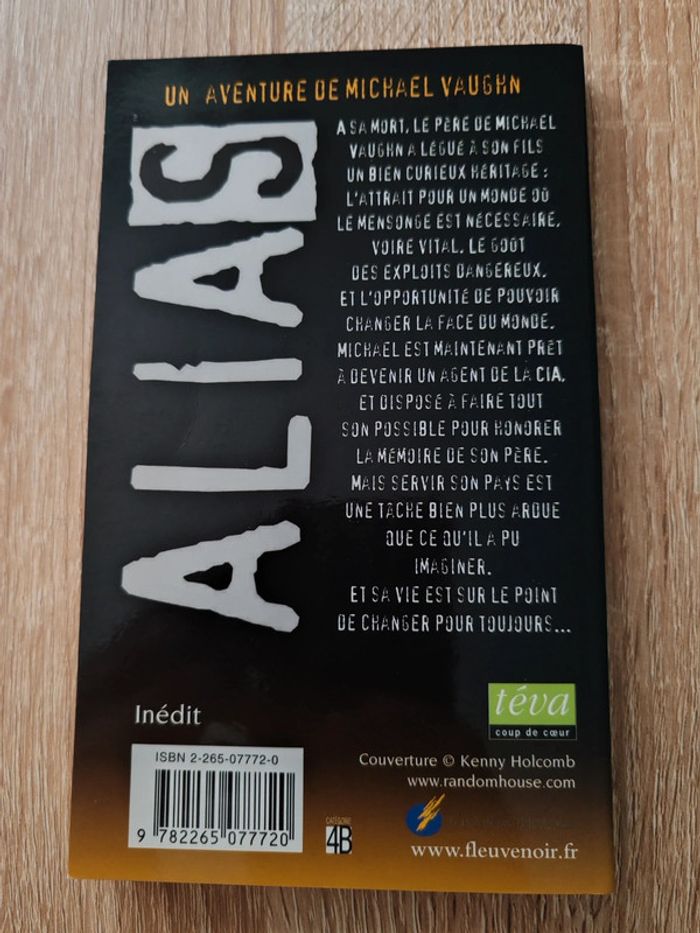 UN AVENTURE DE MICHAEL VAUGHN
ALIAS
A SA MORT, LE PÈRE DE MICHAEL
VAUGHN A LÉGUÉ À SON FILS
UN BIEN CURIEUX HÉRITAGE :
L'ATTRAIT POUR UN MONDE OÙ
LE MENSONGE EST NÉCESSAIRE,
VOIRE VITAL, LE GOÛT
DES EXPLOITS DANGEREUX,
ET L'OPPORTUNITÉ DE POUVOIR
CHANGER LA FACE DU MONDE.
MICHAEL EST MAINTENANT PRÊT
À DEVENIR UN AGENT DE LA CIA,
ET DISPOSÉ À FAIRE TOUT
SON POSSIBLE POUR HONORER
LA MÉMOIRE DE SON PÈRE.
MAIS SERVIR SON PAYS EST
UNE TÂCHE BIEN PLUS ARDUE
QUE CE QU'IL A PU
IMAGINER.
ET SA VIE EST SUR LE POINT
DE CHANGER POUR TOUJOURS...
téva
coup de cœur
Inédit
ISBN 2-265-07772-0
9 782265 077720
CATÉGORIE
4B
Couverture © Kenny Holcomb
www.randomhouse.com
www.fleuvenoir.fr